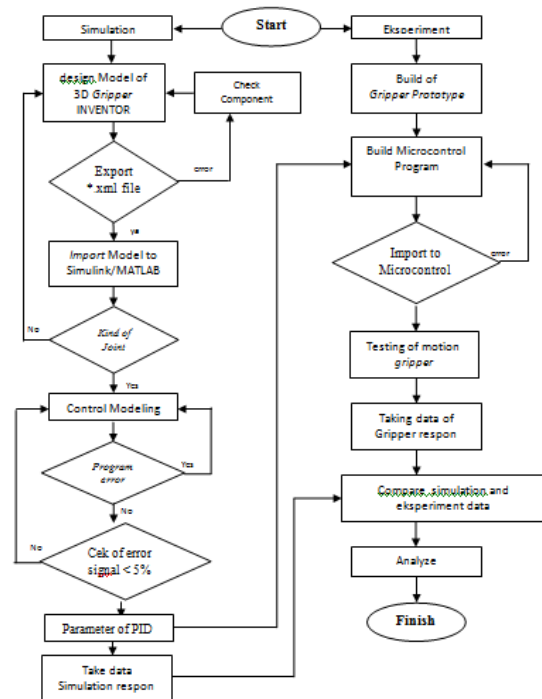 Start
Simulation
design Model of
3D Gripper
INVENTOR
Check
Component
Export
*.xml file
error
ye
Import Model to
Simulink/MATLAB
Kind of
Joint
No
Yes
Control Modeling
Program
error
Yes
No
Cek of error
signal < 5%
No
Parameter of PID
Take data
Simulation respon
Eksoeriment
Build of
Gripper Prototype
Build Microcontrol
Program
Import to
Microcontrol
error
Testing of motion
gripper
Taking data of
Gripper respon
Compare simulation and
eksperiment data
Analyze
Finish